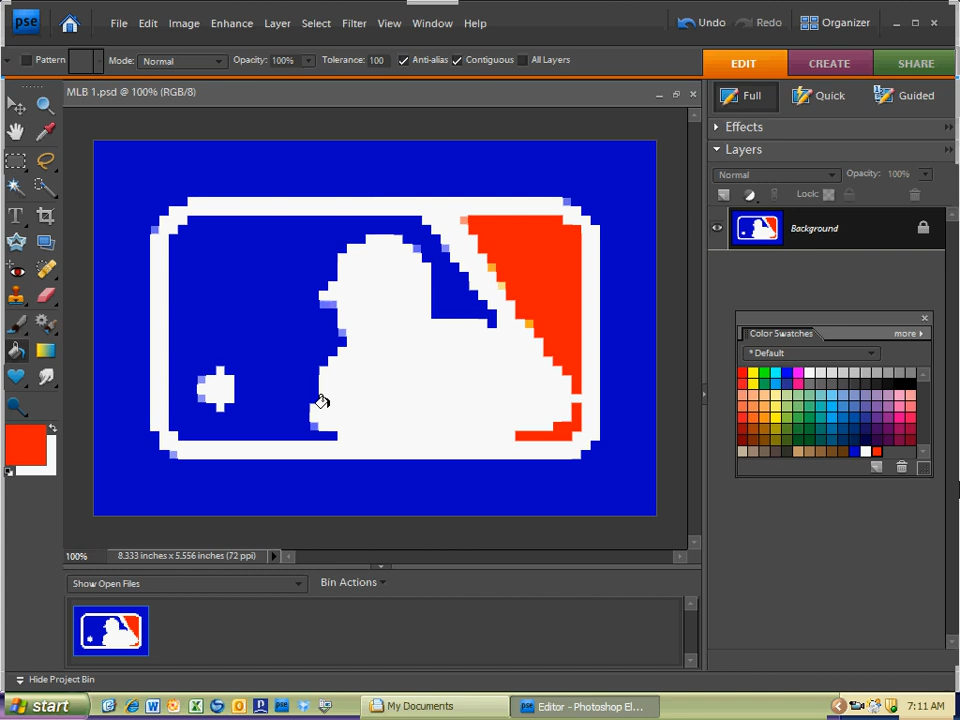 pse File Edit Image Enhance Layer Select Filter View Window Help Undo Redo Organizer
Pattern Mode: Normal Opacity: 100% Tolerance: 100 Anti-alias Contiguous All Layers EDIT CREATE SHARE
MLB 1.psd @ 100% (RGB/8)
Full Quick Guided
Effects
Layers
Normal Opacity: 100%
Lock:
Background
Color Swatches more
*Default
100% 8.333 inches x 5.556 inches (72 ppi)
Show Open Files Bin Actions
Hide Project Bin
start My Documents Editor - Photoshop El... 7:11 AM